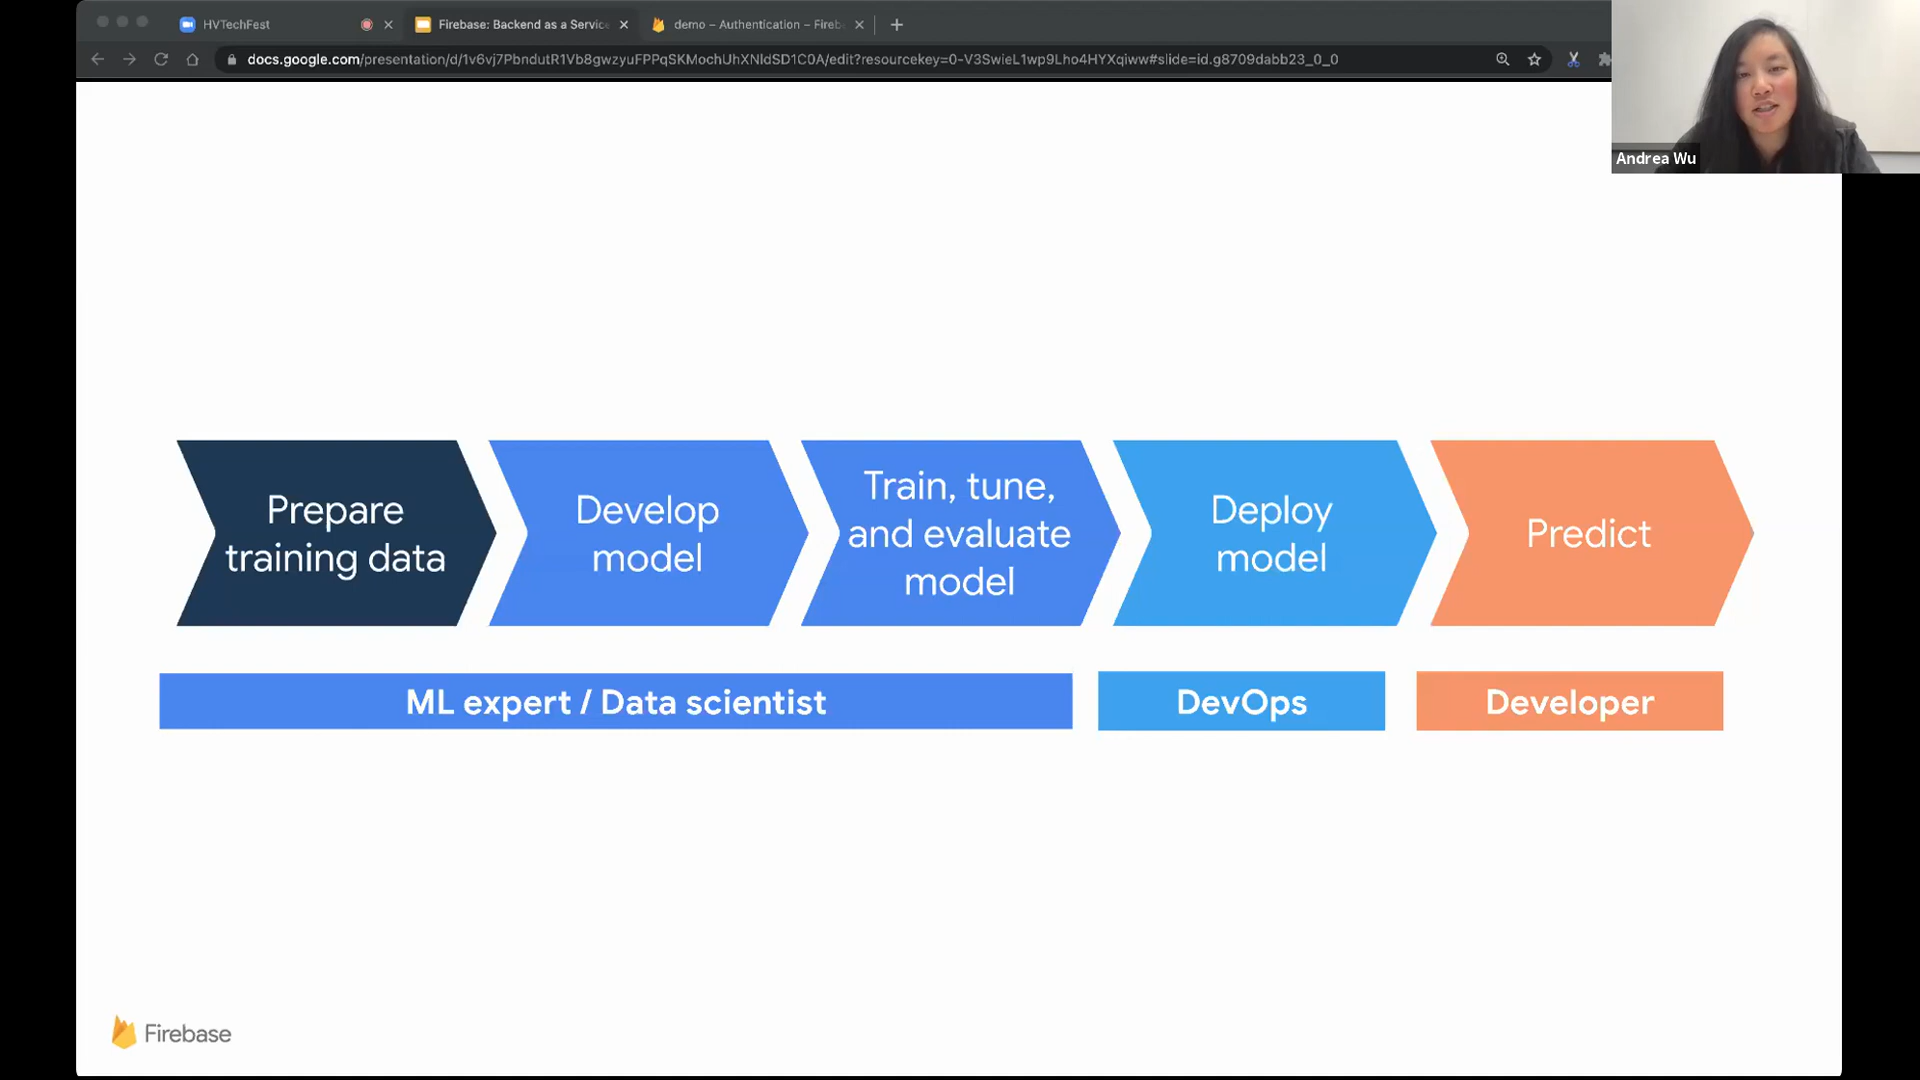 HVTechFest
Firebase: Backend as a Servic
demo – Authentication – Fireb
docs.google.com/presentation/d/1v6vj7PbndutR1Vb8gwzyuFPPqSKMochUhXNldSD1C0A/edit?resourcekey=0-V3SwieL1wp9Lho4HYXqiww#slide=id.g8709dabb23_0_0
Andrea Wu
Prepare
training data
Develop
model
Train, tune,
and evaluate
model
Deploy
model
Predict
ML expert / Data scientist
DevOps
Developer
Firebase